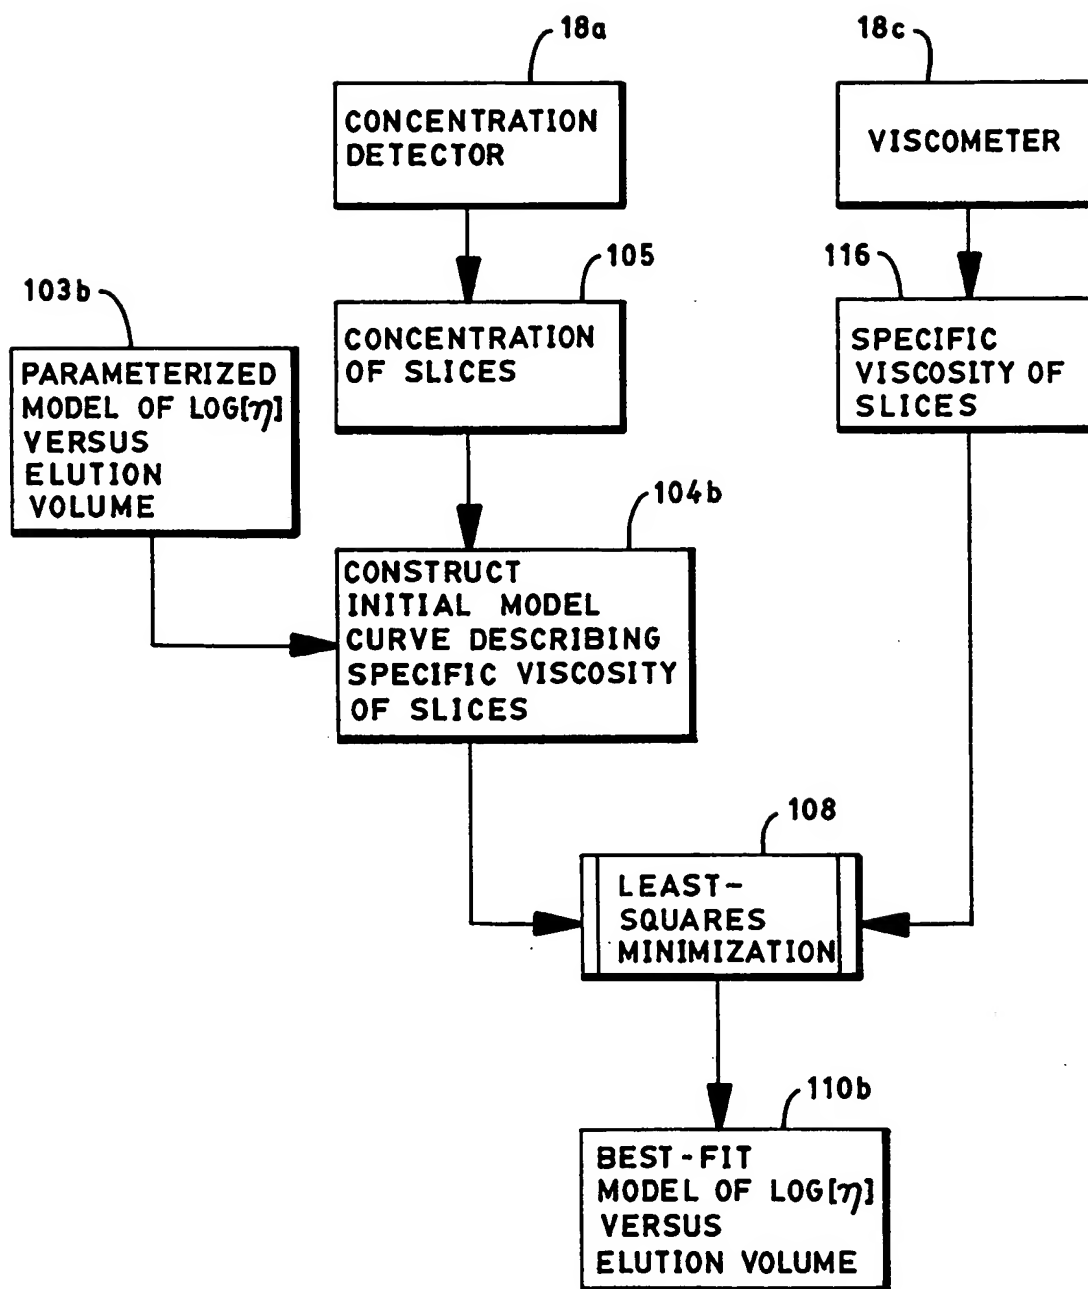 18a
18c
CONCENTRATION
DETECTOR
VISCOMETER
105
116
103b
CONCENTRATION
OF SLICES
SPECIFIC
VISCOSITY OF
SLICES
PARAMETERIZED
MODEL OF LOG[η]
VERSUS
ELUTION
VOLUME
104b
CONSTRUCT
INITIAL MODEL
CURVE DESCRIBING
SPECIFIC VISCOSITY
OF SLICES
108
LEAST-
SQUARES
MINIMIZATION
110b
BEST-FIT
MODEL OF LOG[η]
VERSUS
ELUTION VOLUME